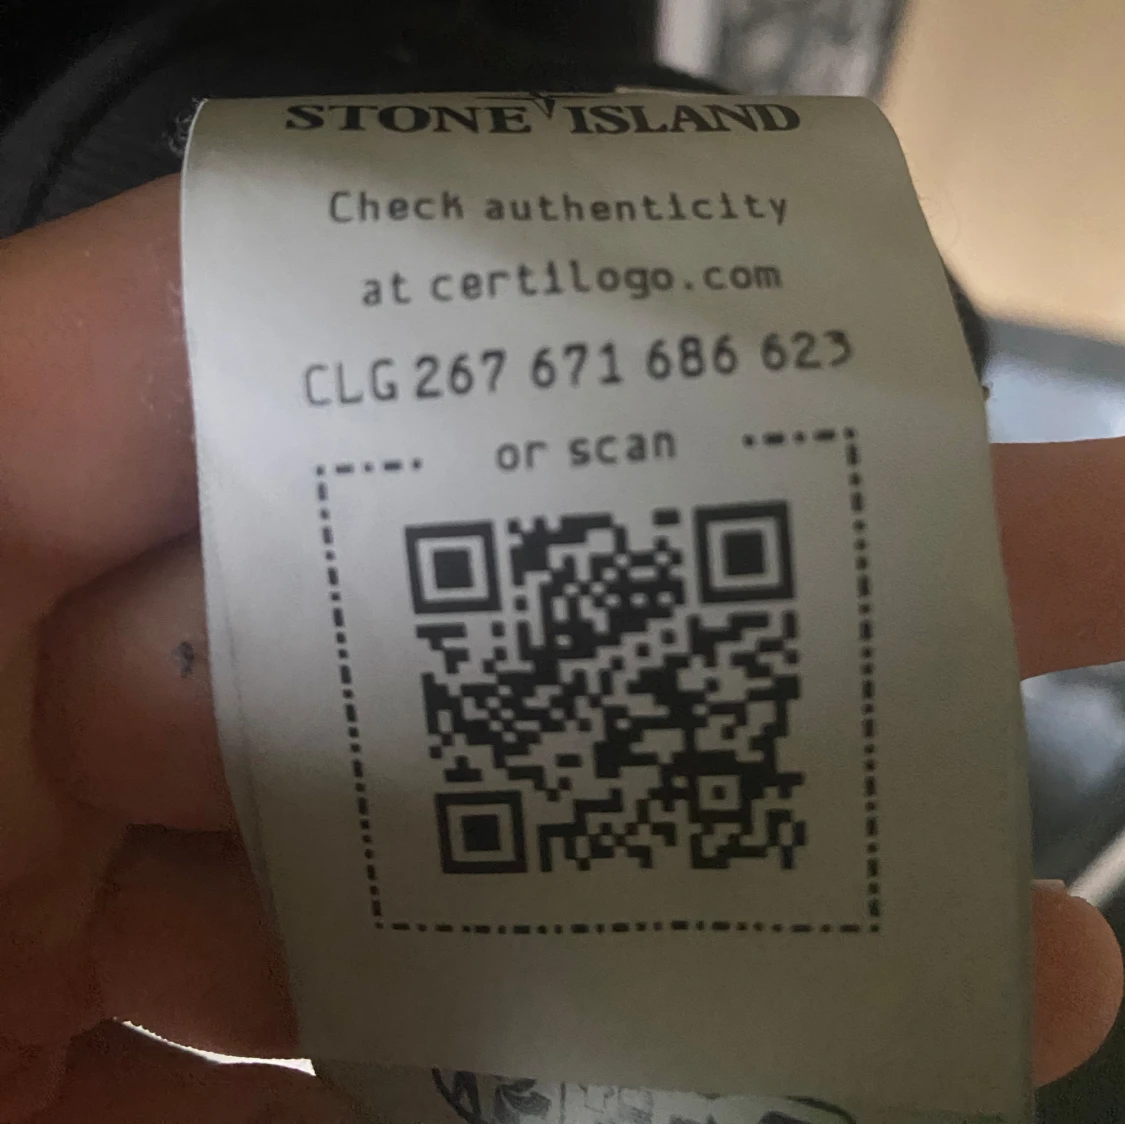 STONE ISLAND
Check authenticity
at certilogo.com
CLG 267 671 686 623
or scan